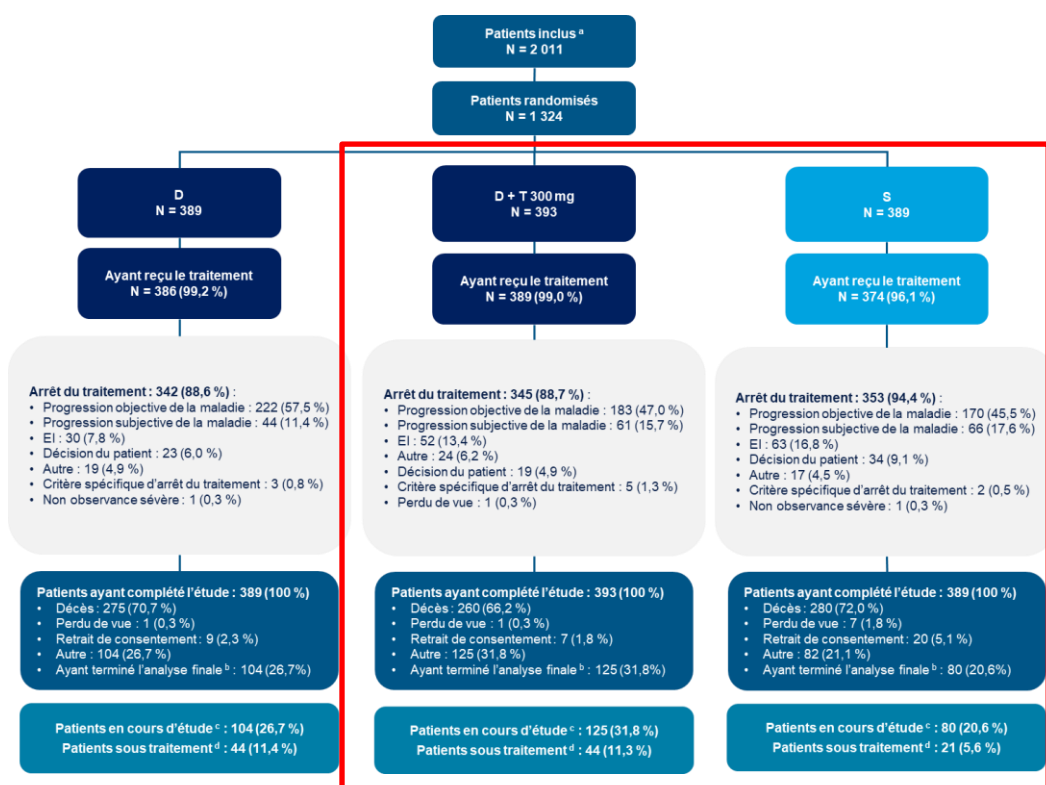 Patients inclus ᵃ
N = 2 011
Patients randomisés
N = 1 324
D
N = 389
Ayant reçu le traitement
N = 386 (99,2 %)
Arrêt du traitement : 342 (88,6 %) :
• Progression objective de la maladie : 222 (57,5 %)
• Progression subjective de la maladie : 44 (11,4 %)
• EI : 30 (7,8 %)
• Décision du patient : 23 (6,0 %)
• Autre : 19 (4,9 %)
• Critère spécifique d'arrêt du traitement : 3 (0,8 %)
• Non observance sévère : 1 (0,3 %)
Patients ayant complété l'étude : 389 (100 %)
• Décès : 275 (70,7 %)
• Perdu de vue : 1 (0,3 %)
• Retrait de consentement : 9 (2,3 %)
• Autre : 104 (26,7 %)
• Ayant terminé l'analyse finale ᵇ : 104 (26,7%)
Patients en cours d'étude ᶜ : 104 (26,7 %)
Patients sous traitement ᵈ : 44 (11,4 %)
D + T 300 mg
N = 393
Ayant reçu le traitement
N = 389 (99,0 %)
Arrêt du traitement : 345 (88,7 %) :
• Progression objective de la maladie : 183 (47,0 %)
• Progression subjective de la maladie : 61 (15,7 %)
• EI : 52 (13,4 %)
• Autre : 24 (6,2 %)
• Décision du patient : 19 (4,9 %)
• Critère spécifique d'arrêt du traitement : 5 (1,3 %)
• Perdu de vue : 1 (0,3 %)
Patients ayant complété l'étude : 393 (100 %)
• Décès : 260 (66,2 %)
• Perdu de vue : 1 (0,3 %)
• Retrait de consentement : 7 (1,8 %)
• Autre : 125 (31,8 %)
• Ayant terminé l'analyse finale ᵇ : 125 (31,8%)
Patients en cours d'étude ᶜ : 125 (31,8 %)
Patients sous traitement ᵈ : 44 (11,3 %)
S
N = 389
Ayant reçu le traitement
N = 374 (96,1 %)
Arrêt du traitement : 353 (94,4 %) :
• Progression objective de la maladie : 170 (45,5 %)
• Progression subjective de la maladie : 66 (17,6 %)
• EI : 63 (16,8 %)
• Décision du patient : 34 (9,1 %)
• Autre : 17 (4,5 %)
• Critère spécifique d'arrêt du traitement : 2 (0,5 %)
• Non observance sévère : 1 (0,3 %)
Patients ayant complété l'étude : 389 (100 %)
• Décès : 280 (72,0 %)
• Perdu de vue : 7 (1,8 %)
• Retrait de consentement : 20 (5,1 %)
• Autre : 82 (21,1 %)
• Ayant terminé l'analyse finale ᵇ : 80 (20,6%)
Patients en cours d'étude ᶜ : 80 (20,6 %)
Patients sous traitement ᵈ : 21 (5,6 %)